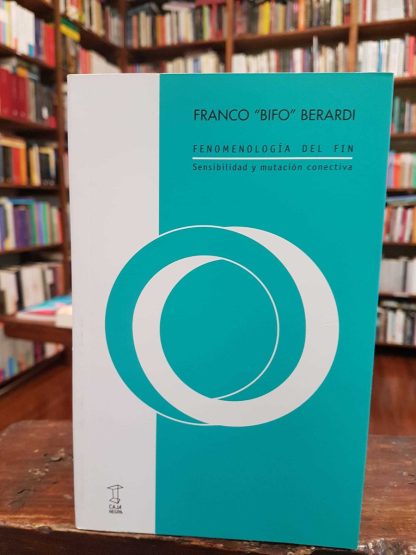 FRANCO "BIFO" BERARDI
FENOMENOLOGÍA DEL FIN
Sensibilidad y mutación conectiva
CAJA
NEGRA